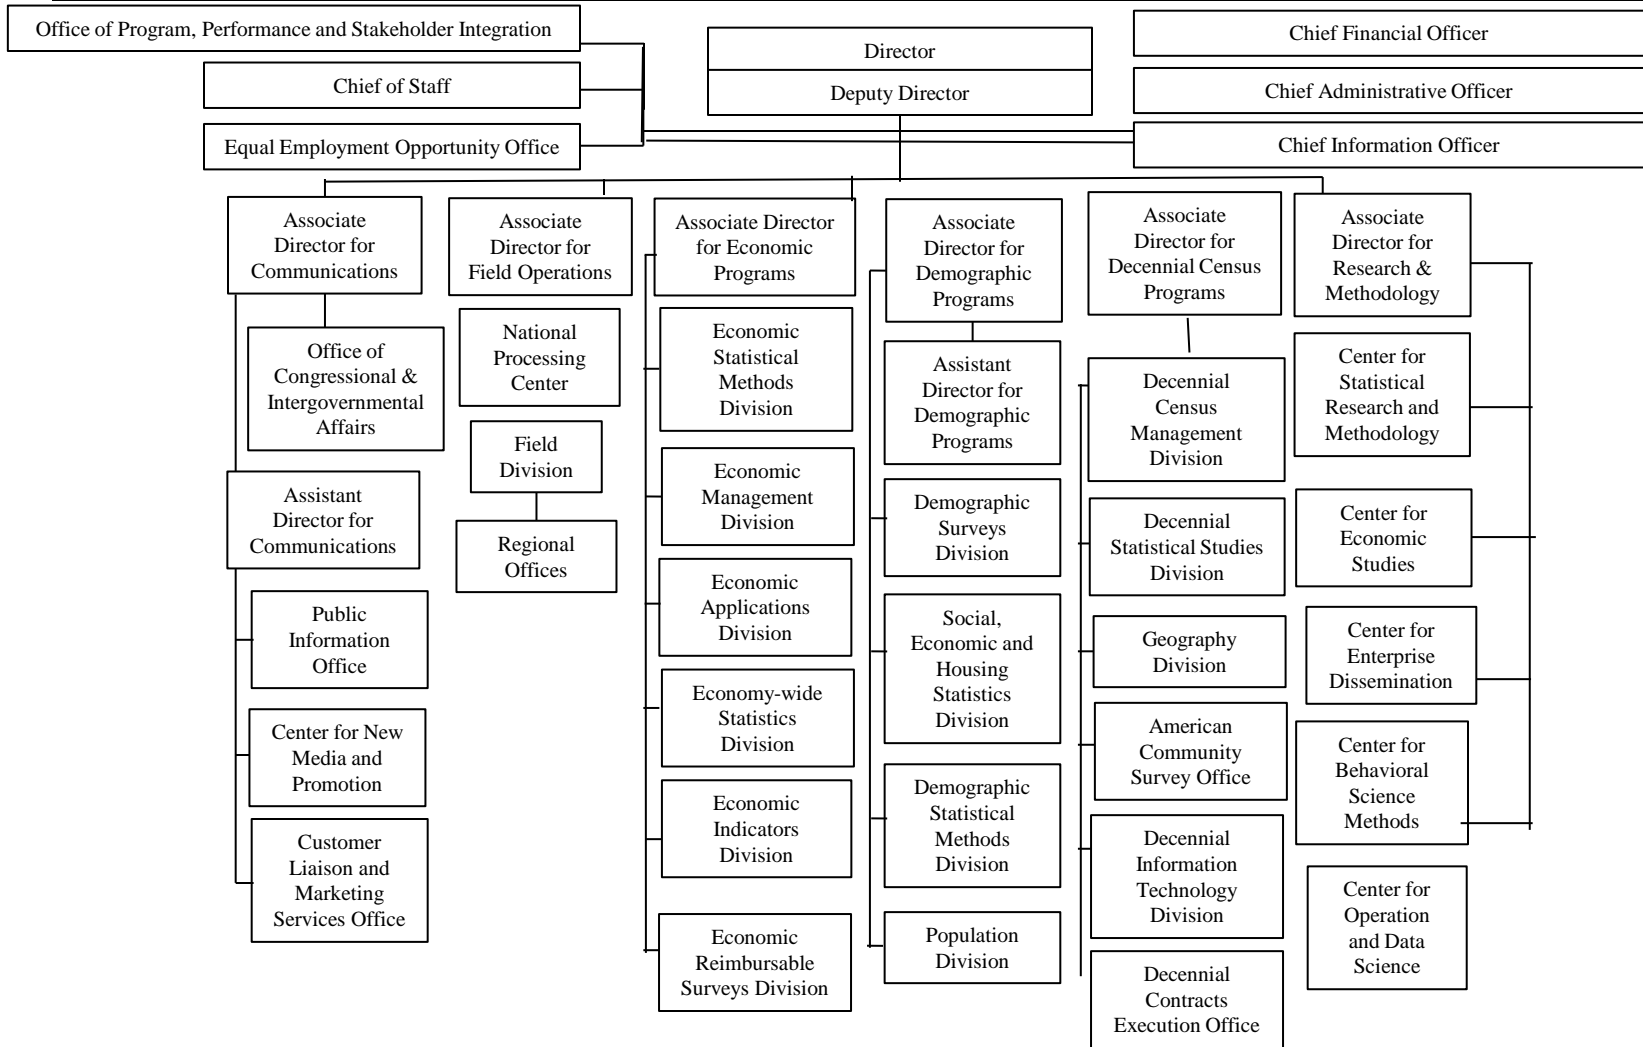 Office of Program, Performance and Stakeholder Integration
Chief of Staff
Equal Employment Opportunity Office
Director
Deputy Director
Chief Financial Officer
Chief Administrative Officer
Chief Information Officer
Associate
Director for
Communications
Office of
Congressional &
Intergovernmental
Affairs
Assistant
Director for
Communications
Public
Information
Office
Center for New
Media and
Promotion
Customer
Liaison and
Marketing
Services Office
Associate
Director for
Field Operations
National
Processing
Center
Field
Division
Regional
Offices
Associate Director
for Economic
Programs
Economic
Statistical
Methods
Division
Economic
Management
Division
Economic
Applications
Division
Economy-wide
Statistics
Division
Economic
Indicators
Division
Economic
Reimbursable
Surveys Division
Associate
Director for
Demographic
Programs
Assistant
Director for
Demographic
Programs
Demographic
Surveys
Division
Social,
Economic and
Housing
Statistics
Division
Demographic
Statistical
Methods
Division
Population
Division
Associate
Director for
Decennial Census
Programs
Decennial
Census
Management
Division
Decennial
Statistical Studies
Division
Geography
Division
American
Community
Survey Office
Decennial
Information
Technology
Division
Decennial
Contracts
Execution Office
Associate
Director for
Research &
Methodology
Center for
Statistical
Research and
Methodology
Center for
Economic
Studies
Center for
Enterprise
Dissemination
Center for
Behavioral
Science
Methods
Center for
Operation
and Data
Science